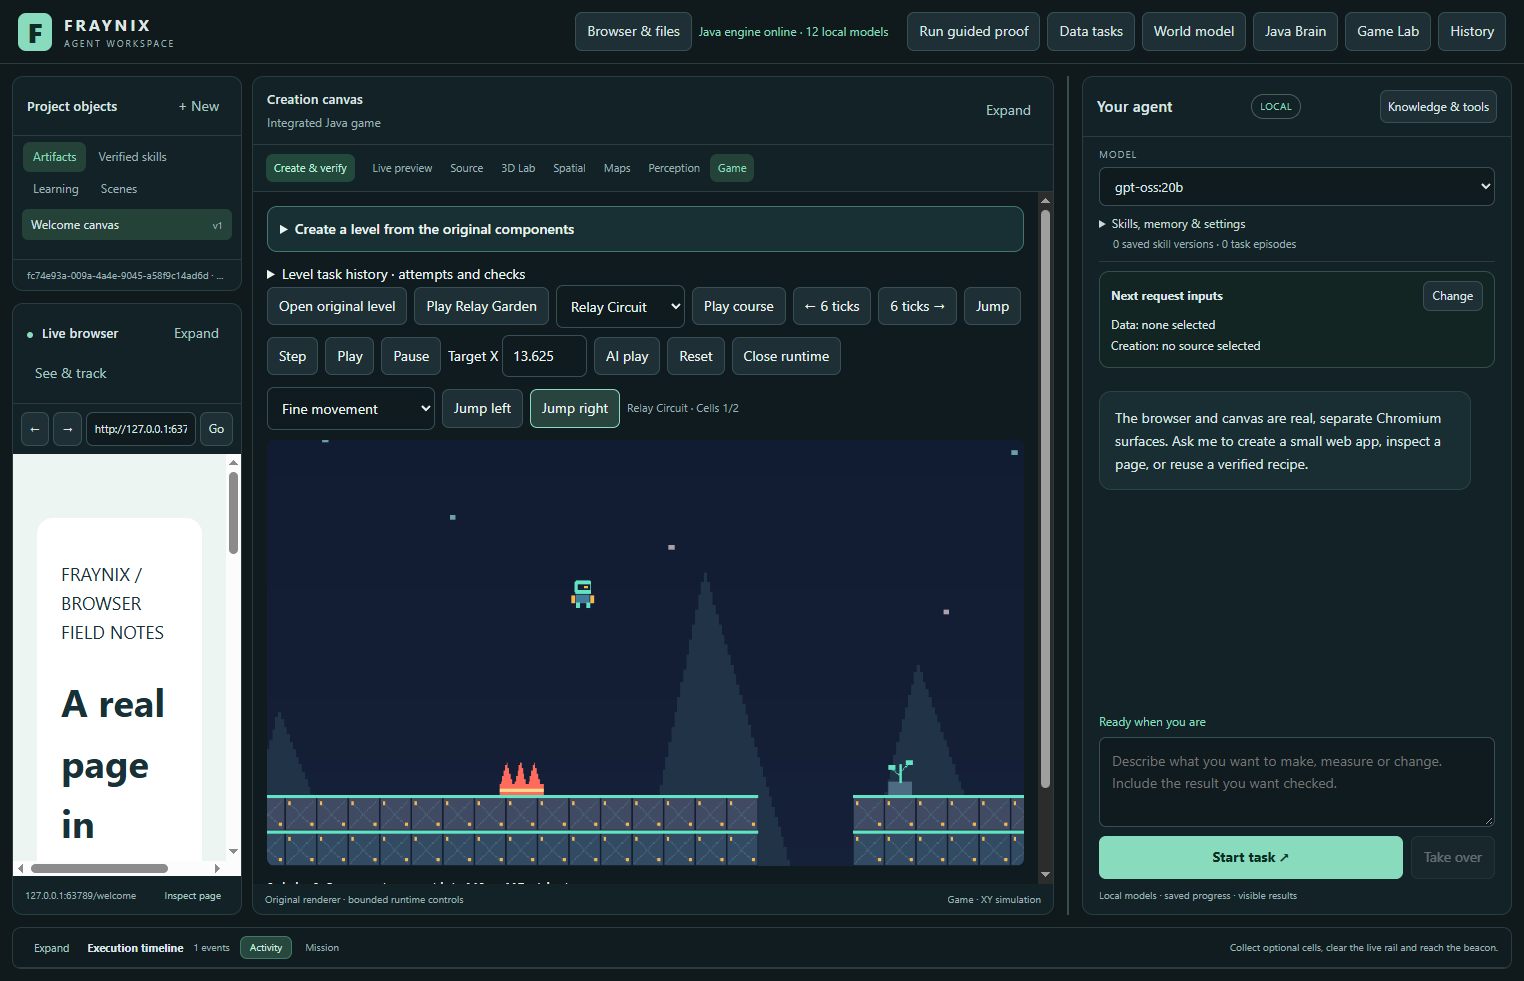 F
FRAYNIX
AGENT WORKSPACE
Browser & files
Java engine online · 12 local models
Run guided proof
Data tasks
World model
Java Brain
Game Lab
History
Project objects
+ New
Artifacts
Verified skills
Learning
Scenes
Welcome canvas
v1
fc74e93a-009a-4a4e-9045-a58f9c14ad6d · ...
Live browser
Expand
See & track
←
→
http://127.0.0.1:637
Go
FRAYNIX /
BROWSER
FIELD NOTES
A real
page
in
127.0.0.1:63789/welcome
Inspect page
Creation canvas
Integrated Java game
Expand
Create & verify
Live preview
Source
3D Lab
Spatial
Maps
Perception
Game
Create a level from the original components
Level task history · attempts and checks
Open original level
Play Relay Garden
Relay Circuit
Play course
← 6 ticks
6 ticks →
Jump
Step
Play
Pause
Target X
13.625
AI play
Reset
Close runtime
Fine movement
Jump left
Jump right
Relay Circuit · Cells 1/2
Original renderer · bounded runtime controls
Game · XY simulation
Your agent
LOCAL
Knowledge & tools
MODEL
gpt-oss:20b
Skills, memory & settings
0 saved skill versions · 0 task episodes
Next request inputs
Change
Data: none selected
Creation: no source selected
The browser and canvas are real, separate Chromium
surfaces. Ask me to create a small web app, inspect a
page, or reuse a verified recipe.
Ready when you are
Describe what you want to make, measure or change.
Include the result you want checked.
Start task ↗
Take over
Local models · saved progress · visible results
Expand
Execution timeline
1 events
Activity
Mission
Collect optional cells, clear the live rail and reach the beacon.